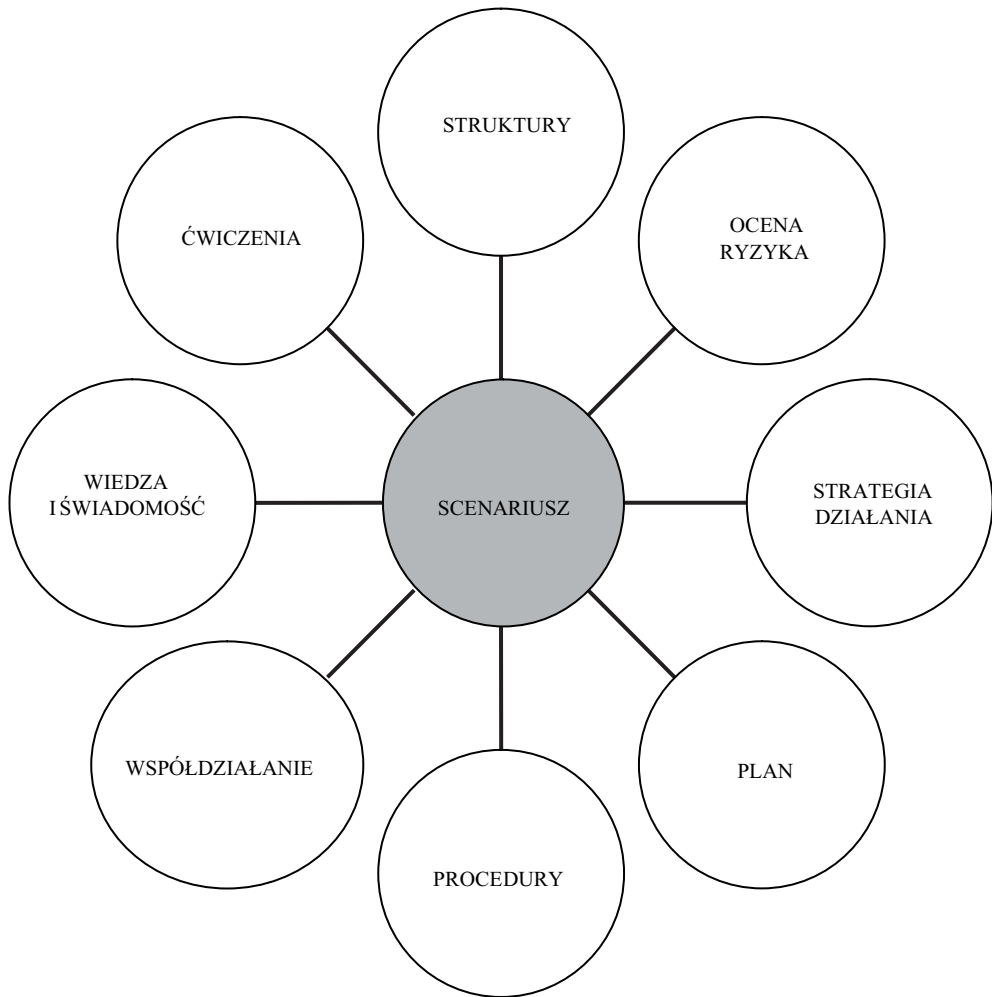 STRUKTURY
OCENA
RYZYKA
ĆWICZENIA
WIEDZA
I ŚWIADOMOŚĆ
SCENARIUSZ
STRATEGIA
DZIAŁANIA
WSPÓŁDZIAŁANIE
PLAN
PROCEDURY